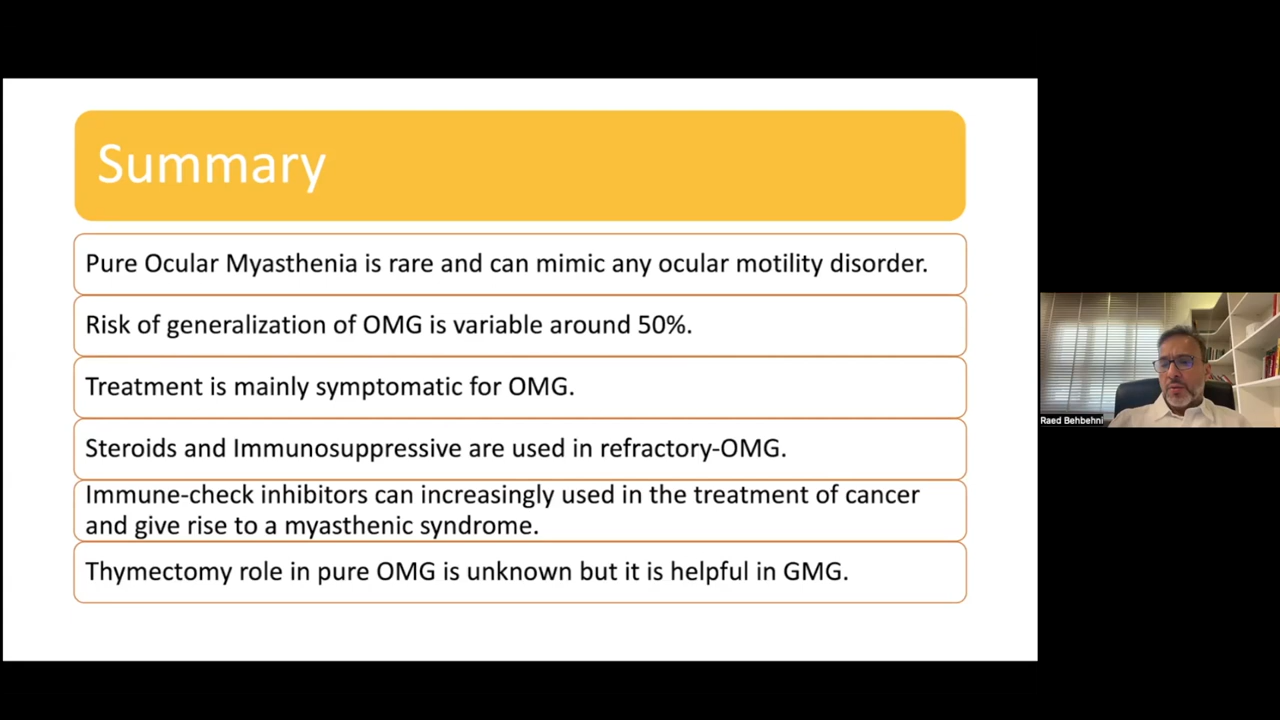 Summary
Pure Ocular Myasthenia is rare and can mimic any ocular motility disorder.
Risk of generalization of OMG is variable around 50%.
Treatment is mainly symptomatic for OMG.
Steroids and Immunosuppressive are used in refractory-OMG.
Immune-check inhibitors can increasingly used in the treatment of cancer
and give rise to a myasthenic syndrome.
Thymectomy role in pure OMG is unknown but it is helpful in GMG.
Raed Behbehni